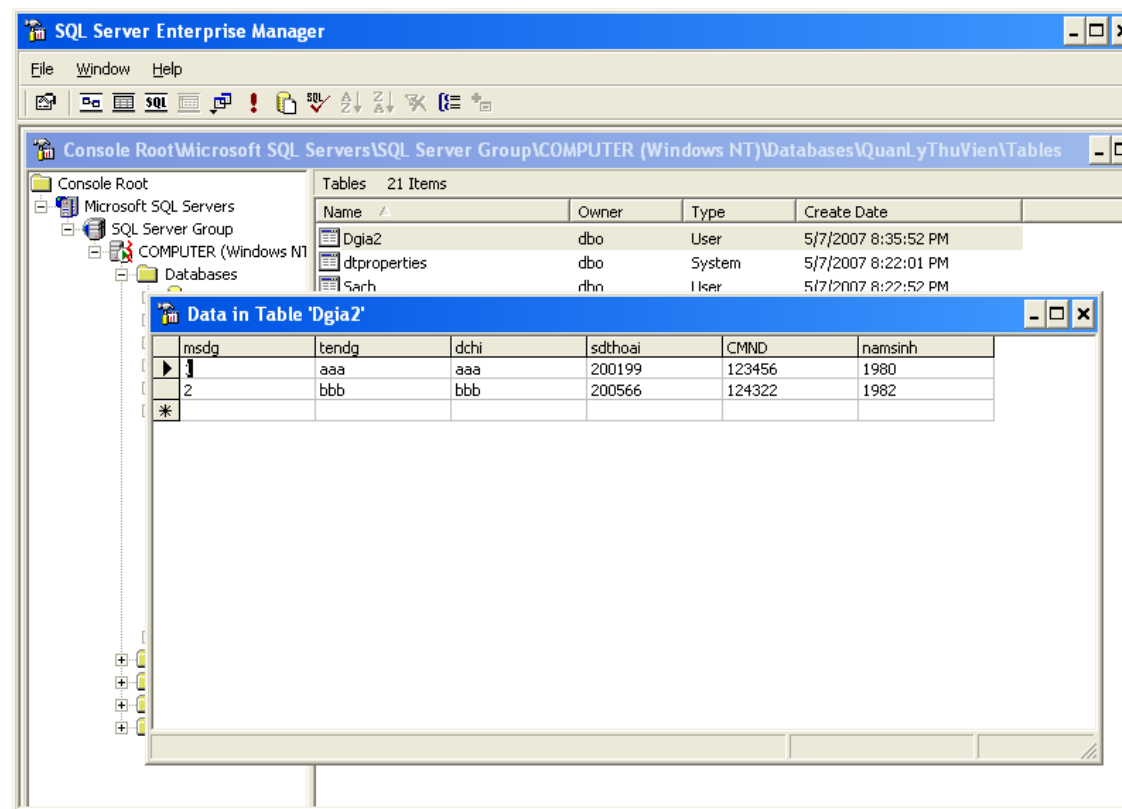 SQL Server Enterprise Manager
File Window Help
Console Root\Microsoft SQL Servers\SQL Server Group\COMPUTER (Windows NT)\Databases\QuanLyThuVien\Tables
Console Root
Microsoft SQL Servers
SQL Server Group
COMPUTER (Windows NT
Databases
Tables 21 Items
Name Owner Type Create Date
Dgia2 dbo User 5/7/2007 8:35:52 PM
dtproperties dbo System 5/7/2007 8:22:01 PM
Sach dbo User 5/7/2007 8:22:52 PM
Data in Table 'Dgia2'
msdg tendg dchi sdthoai CMND namsinh
aaa aaa 200199 123456 1980
2 bbb bbb 200566 124322 1982